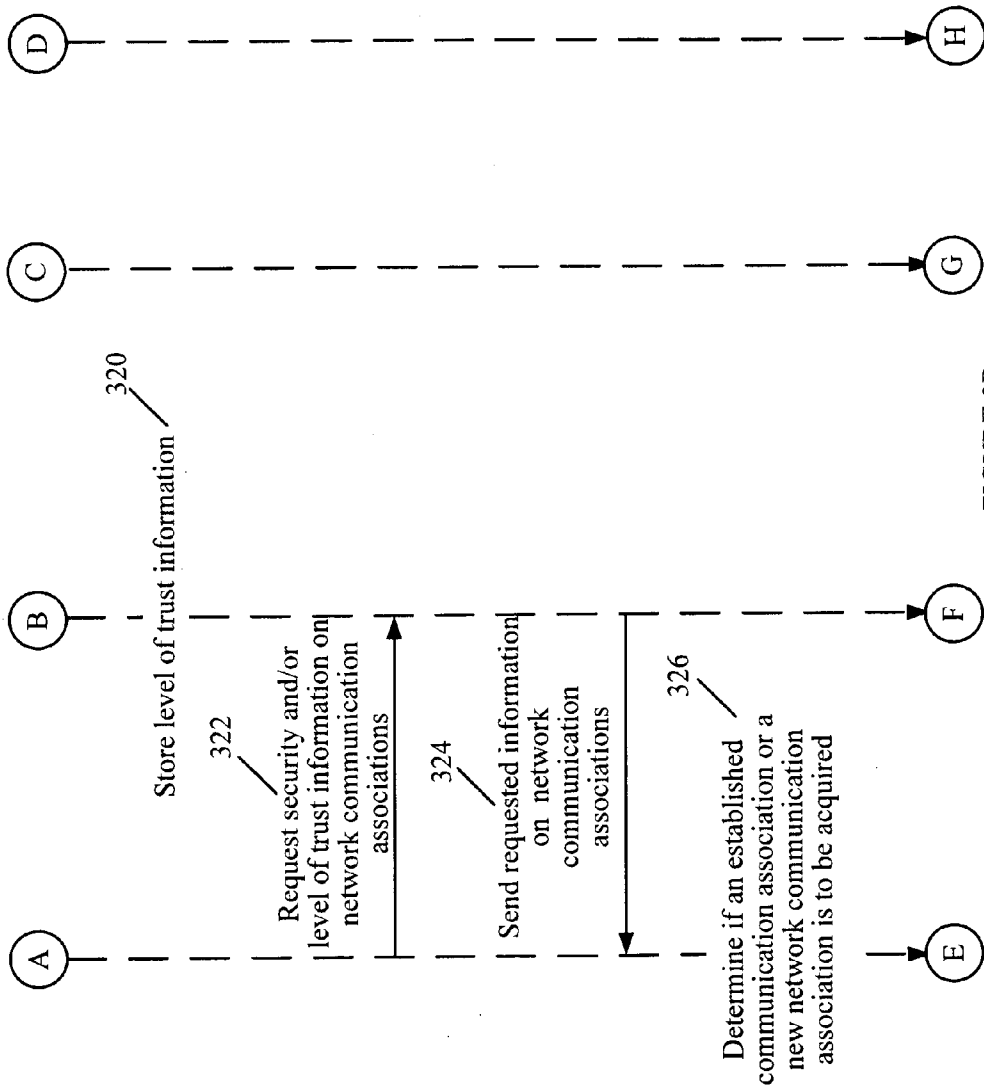 A
B
C
D
Store level of trust information
320
322
Request security and/or
level of trust information on
network communication
associations
324
Send requested information
on network
communication
associations
326
Determine if an established
communication association or a
new network communication
association is to be acquired
E
F
G
H